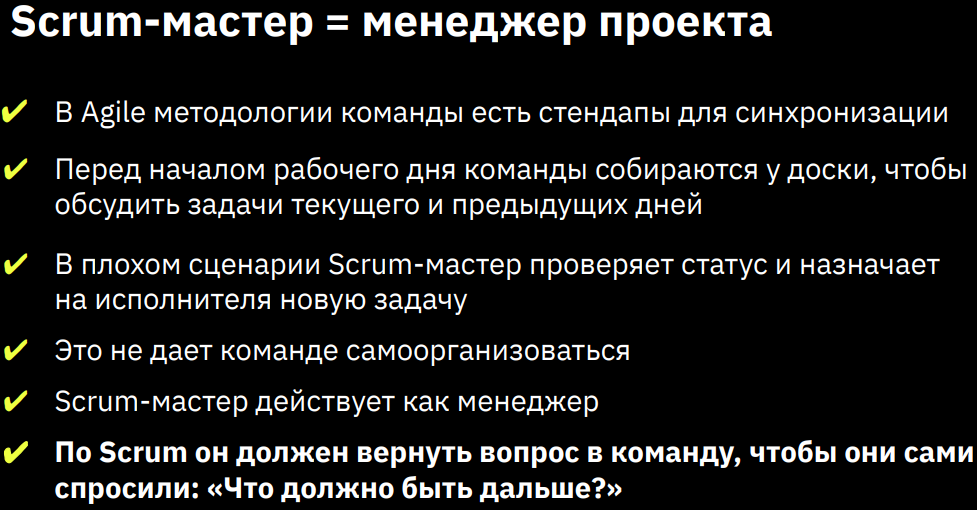 Scrum-мастер = менеджер проекта
✔ В Agile методологии команды есть стендапы для синхронизации
✔ Перед началом рабочего дня команды собираются у доски, чтобы
обсудить задачи текущего и предыдущих дней
✔ В плохом сценарии Scrum-мастер проверяет статус и назначает
на исполнителя новую задачу
✔ Это не дает команде самоорганизоваться
✔ Scrum-мастер действует как менеджер
✔ По Scrum он должен вернуть вопрос в команду, чтобы они сами
спросили: «Что должно быть дальше?»